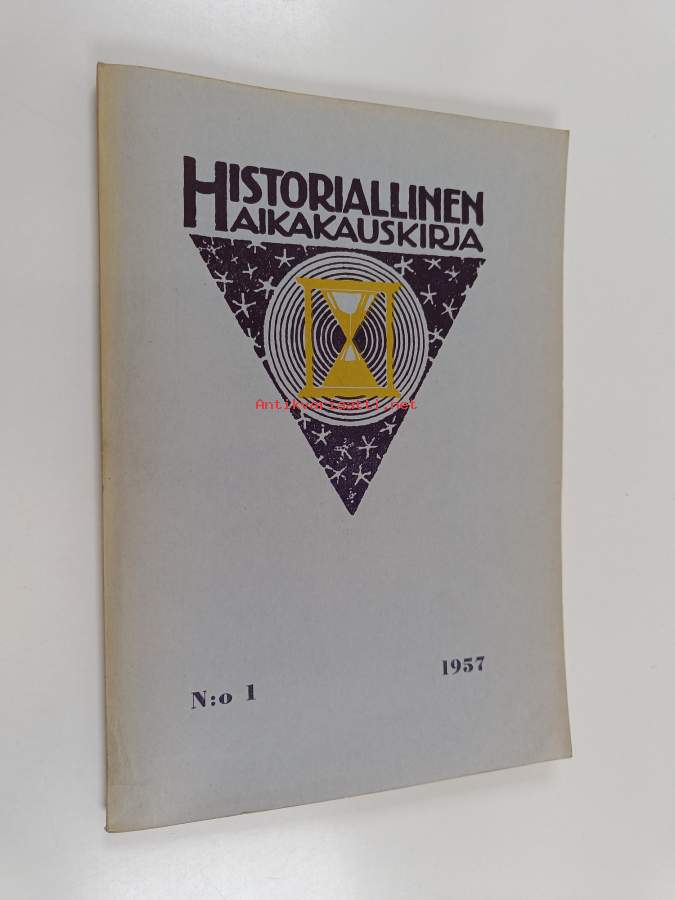 HISTORIALLINEN
AIKAKAUSKIRJA
Antikvariaatti.net
N:o 1
1957